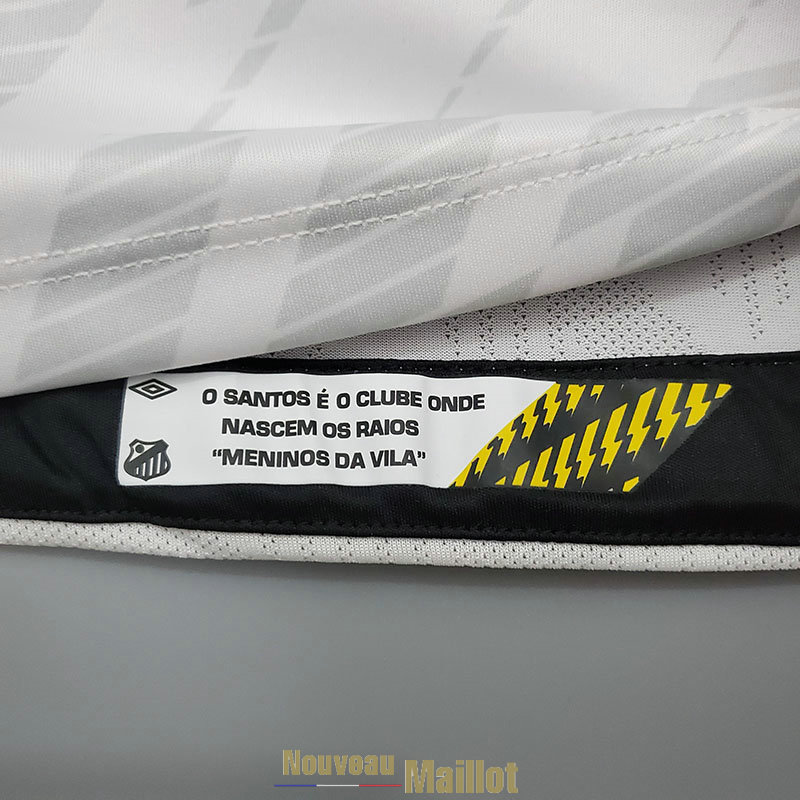 O SANTOS É O CLUBE ONDE
NASCEM OS RAIOS
“MENINOS DA VILA”
Nouveau Maillot